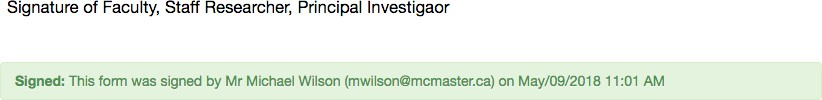 Signature of Faculty, Staff Researcher, Principal Investigaor
Signed: This form was signed by Mr Michael Wilson (mwilson@mcmaster.ca) on May/09/2018 11:01 AM